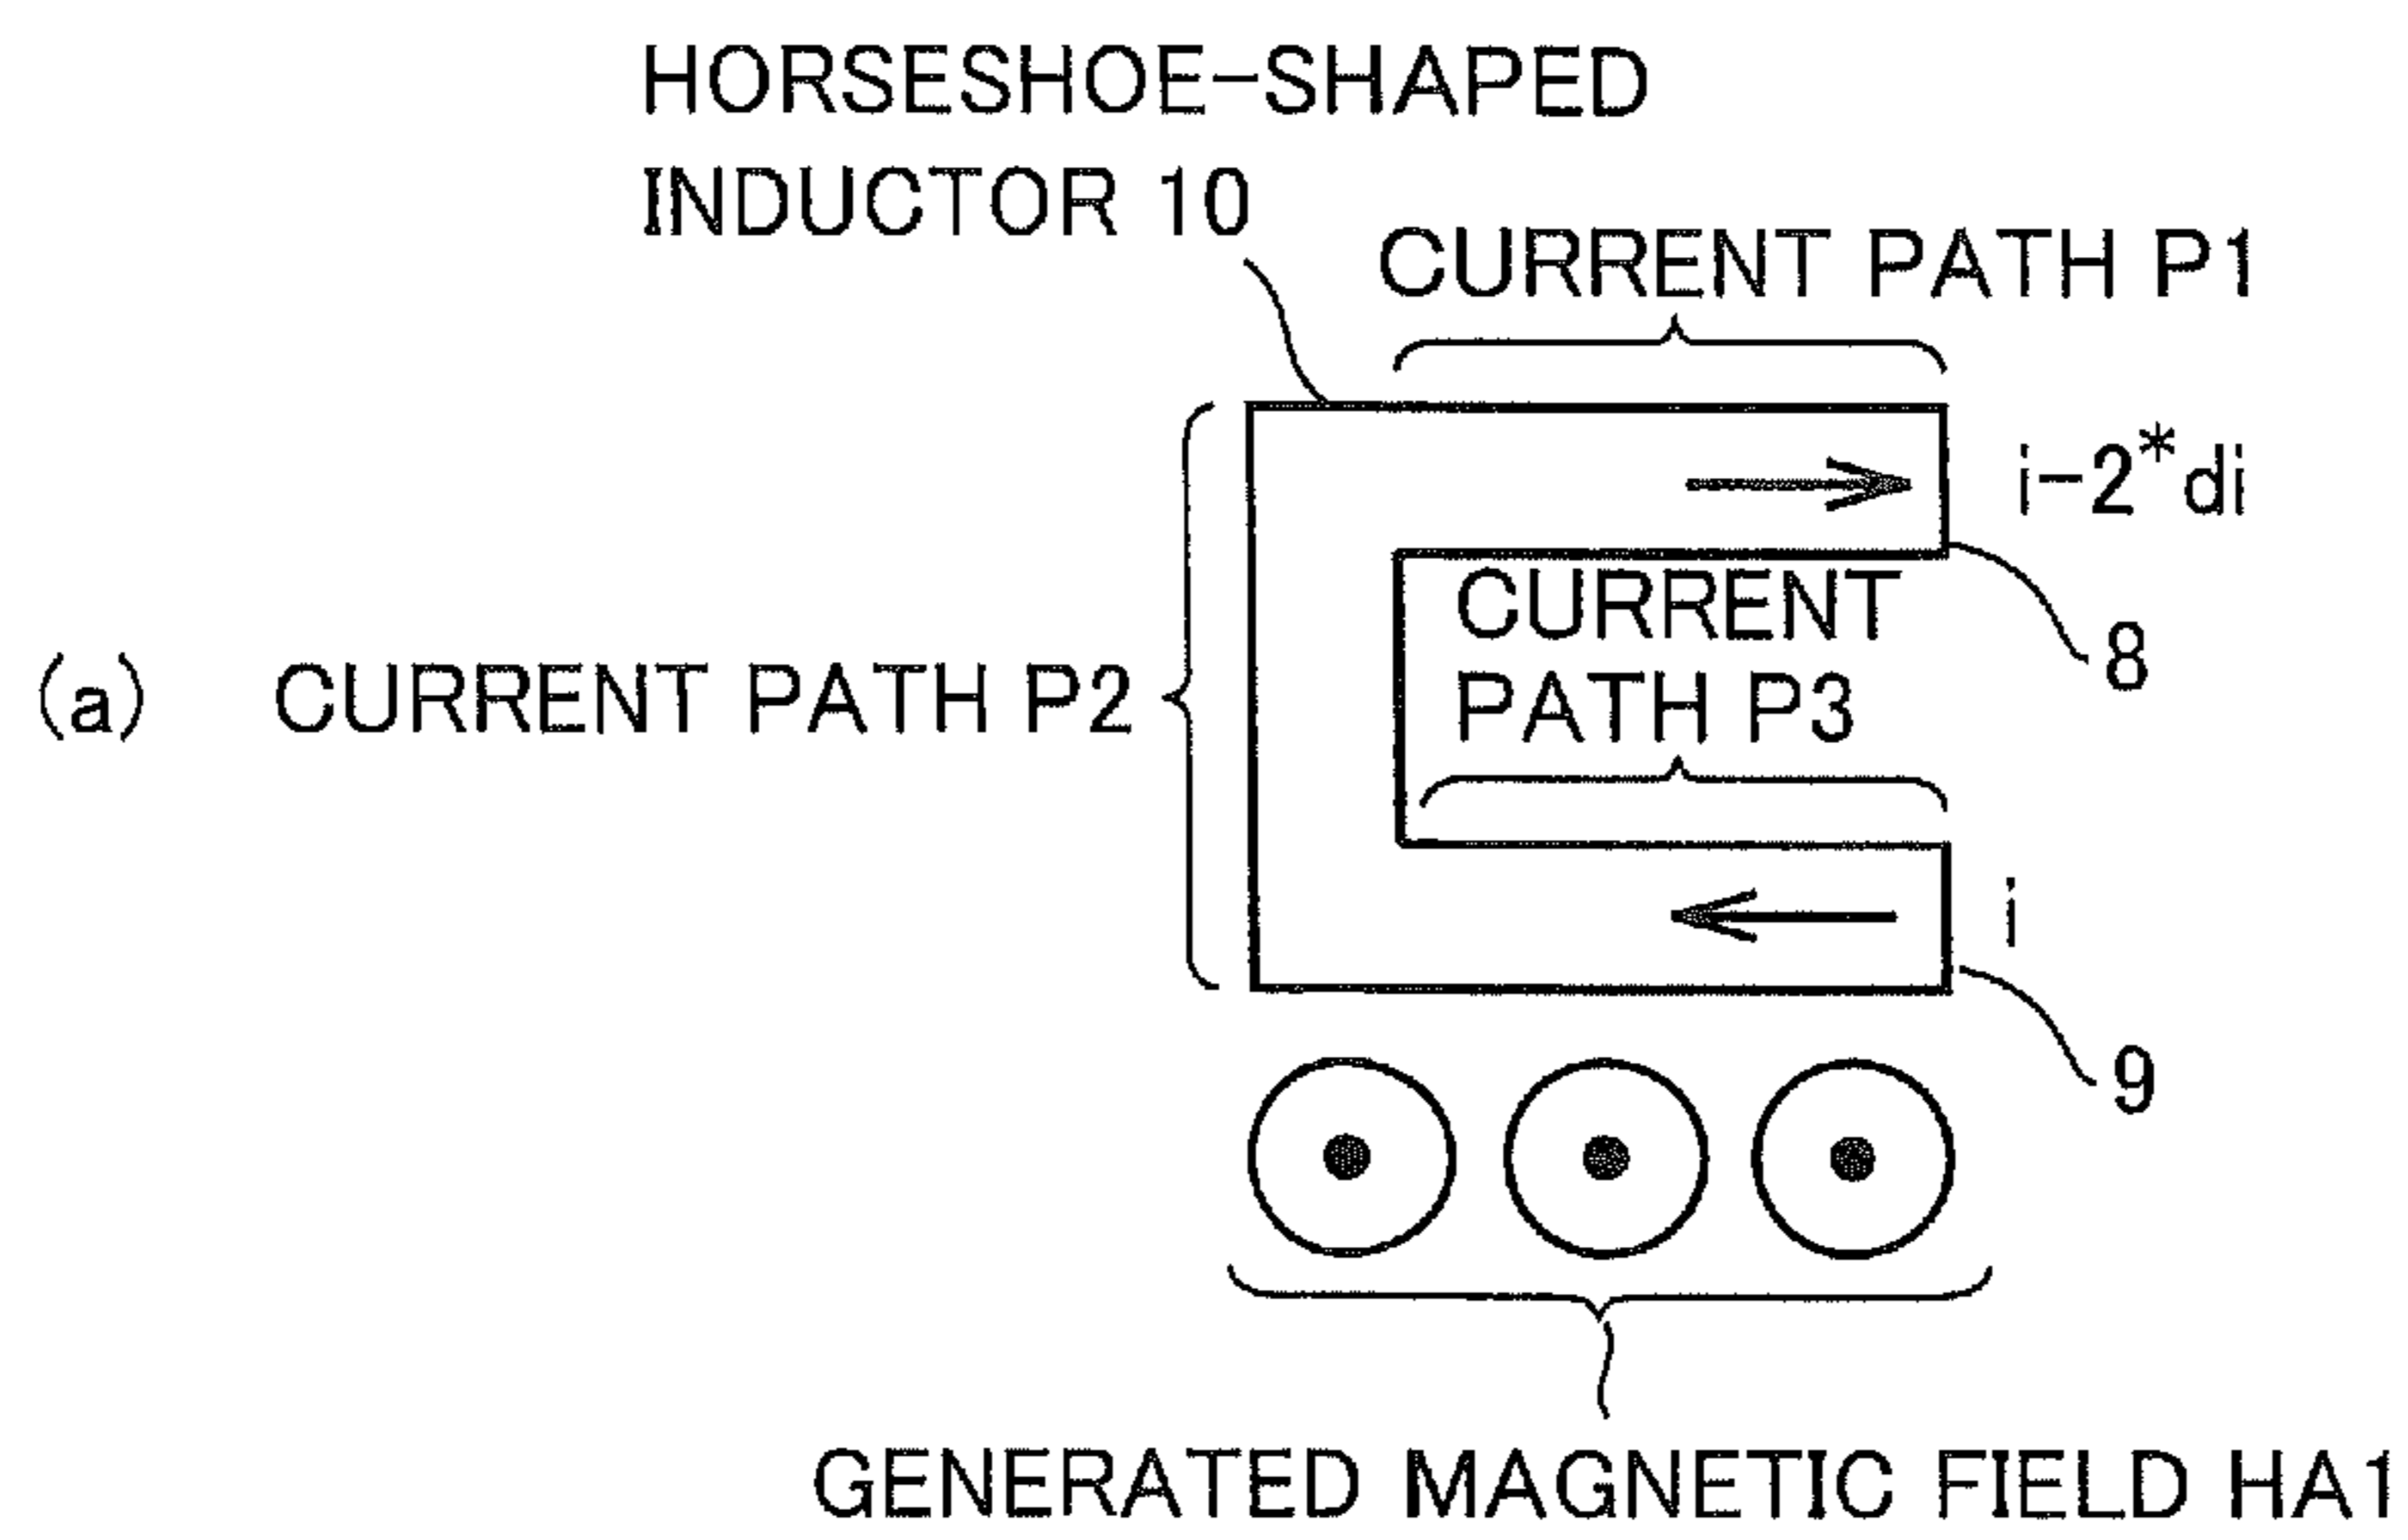 HORSESHOE-SHAPED
INDUCTOR 10
CURRENT PATH P1
i-2*di
CURRENT
PATH P3
8
(a) CURRENT PATH P2
i
9
GENERATED MAGNETIC FIELD HA1